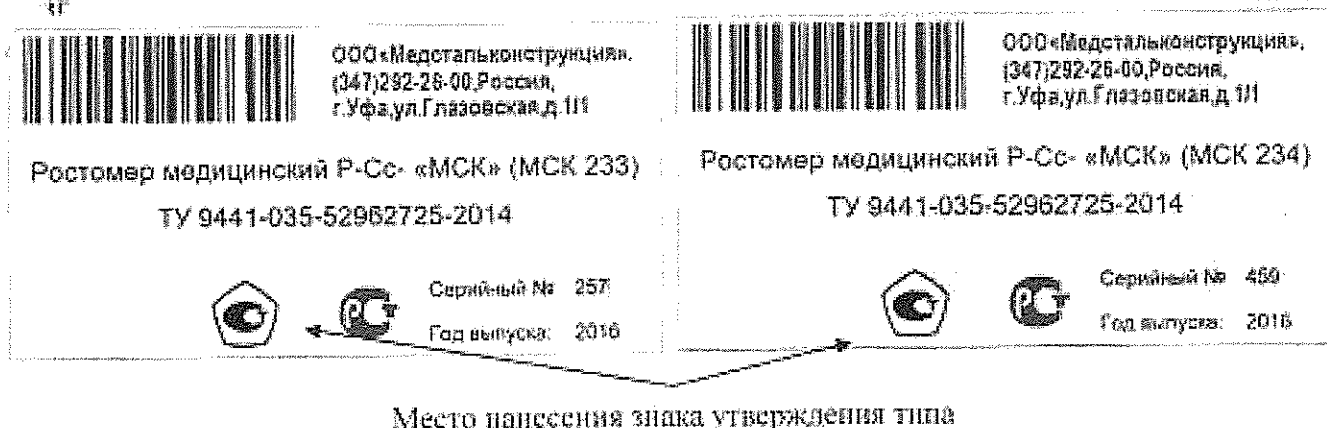 ООО«Медстальконструкция»,
(347)292-26-00,Россия,
г.Уфа,ул.Глазовская,д.1/1
Ростомер медицинский Р-Сс- «МСК» (МСК 233)
ТУ 9441-035-52962725-2014
РСТ
Серийный № 257
Год выпуска: 2016
ООО«Медстальконструкция»,
(347)292-26-00,Россия,
г.Уфа,ул.Глазовская,д.1/1
Ростомер медицинский Р-Сс- «МСК» (МСК 234)
ТУ 9441-035-52962725-2014
РСТ
Серийный № 459
Год выпуска: 2016
Место нанесения знака утверждения типа